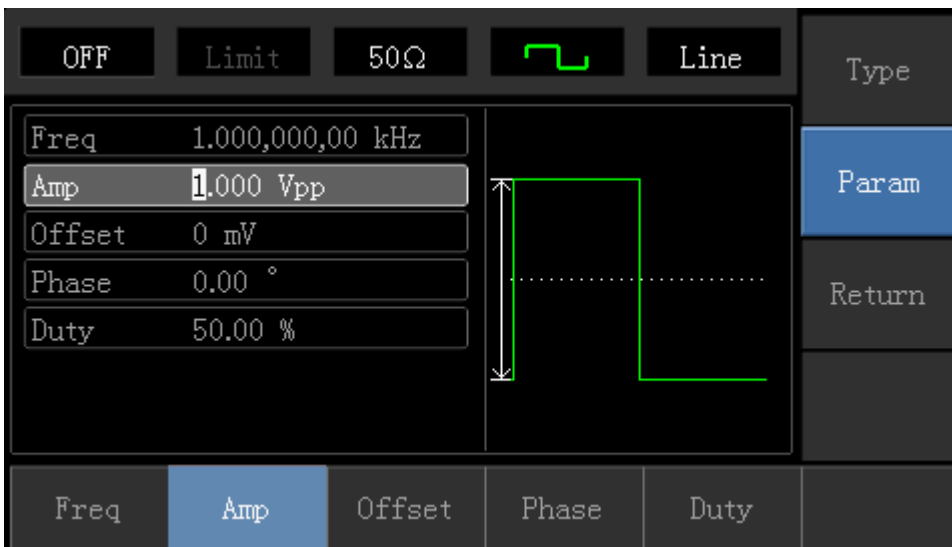 OFF Limit 50Ω Line
Type
Freq 1.000,000,00 kHz
Amp 1.000 Vpp
Param
Offset 0 mV
Phase 0.00 °
Return
Duty 50.00 %
Freq Amp Offset Phase Duty